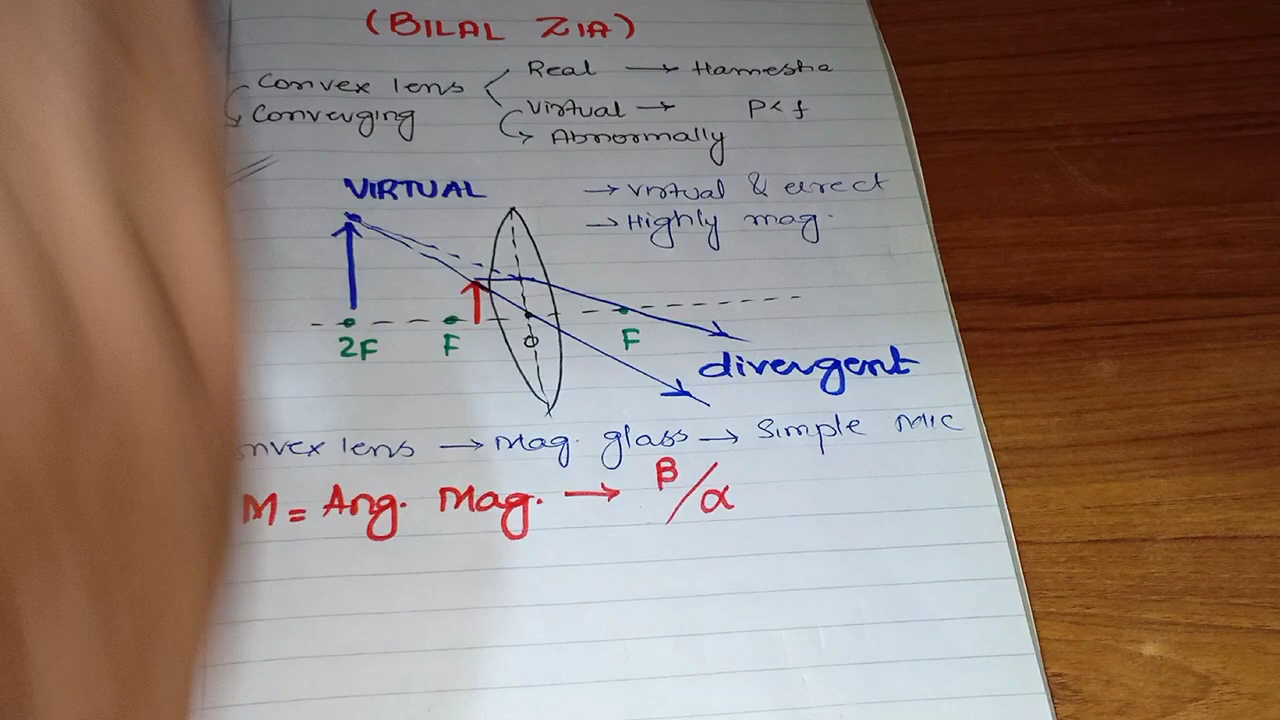 (BILAL ZIA)
Convex lens
Converging
Real → Hamesha
Virtual → P < f
Abnormally
VIRTUAL
→ Virtual & erect
→ Highly mag.
2F F O F
divergent
nvex lens → Mag. glass → Simple Mic
M = Ang. Mag. → β/α